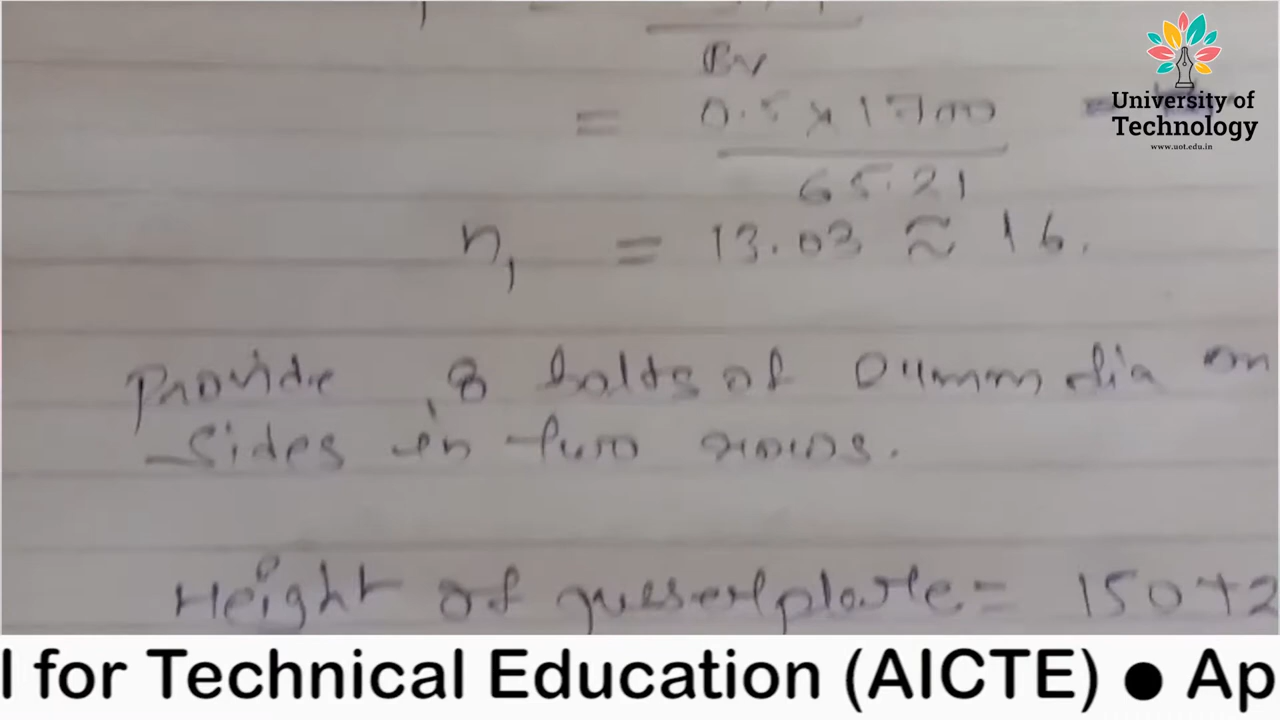 Bv
= 0.5 x 1700
65.21
n1 = 13.03 ≈ 16.
Provide, 8 bolts of 24mm dia on
sides in two rows.
Height of gusset plate = 150+2
University of
Technology
www.uot.edu.in
l for Technical Education (AICTE) ● Ap